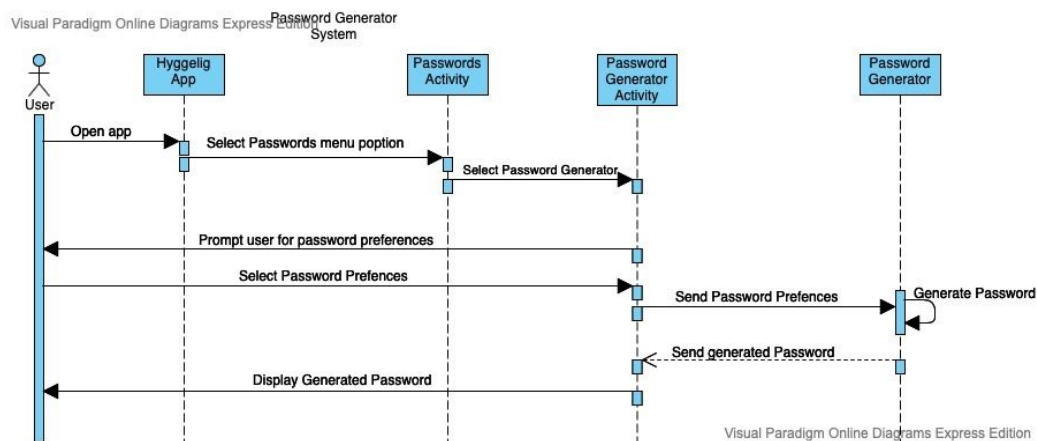 Visual Paradigm Online Diagrams Express Edition
Password Generator
System
Hyggelig
App
Passwords
Activity
Password
Generator
Activity
Password
Generator
User
Open app
Select Passwords menu poption
Select Password Generator
Prompt user for password preferences
Select Password Prefences
Send Password Prefences
Generate Password
Send generated Password
Display Generated Password
Visual Paradigm Online Diagrams Express Edition